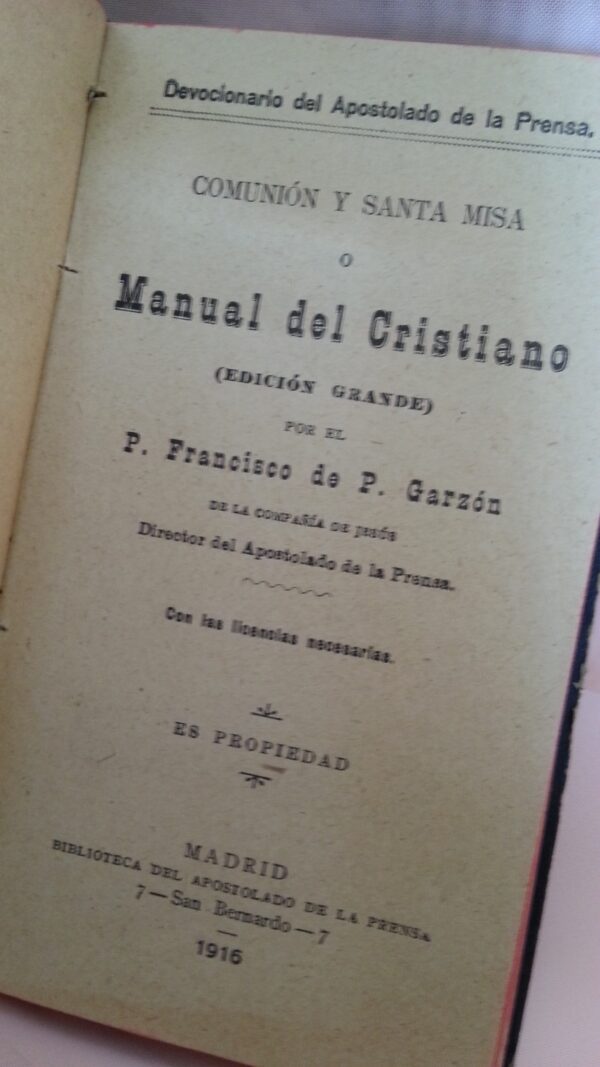 Devocionario del Apostolado de la Prensa.
COMUNIÓN Y SANTA MISA
O
Manual del Cristiano
(EDICIÓN GRANDE)
POR EL
P. Francisco de P. Garzón
DE LA COMPAÑÍA DE JESÚS
Director del Apostolado de la Prensa.
Con las licencias necesarias.
ES PROPIEDAD
MADRID
BIBLIOTECA DEL APOSTOLADO DE LA PRENSA
7 — San Bernardo — 7
1916